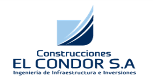 Construcciones
EL CONDOR S.A
Ingeniería de Infraestructura e Inversiones